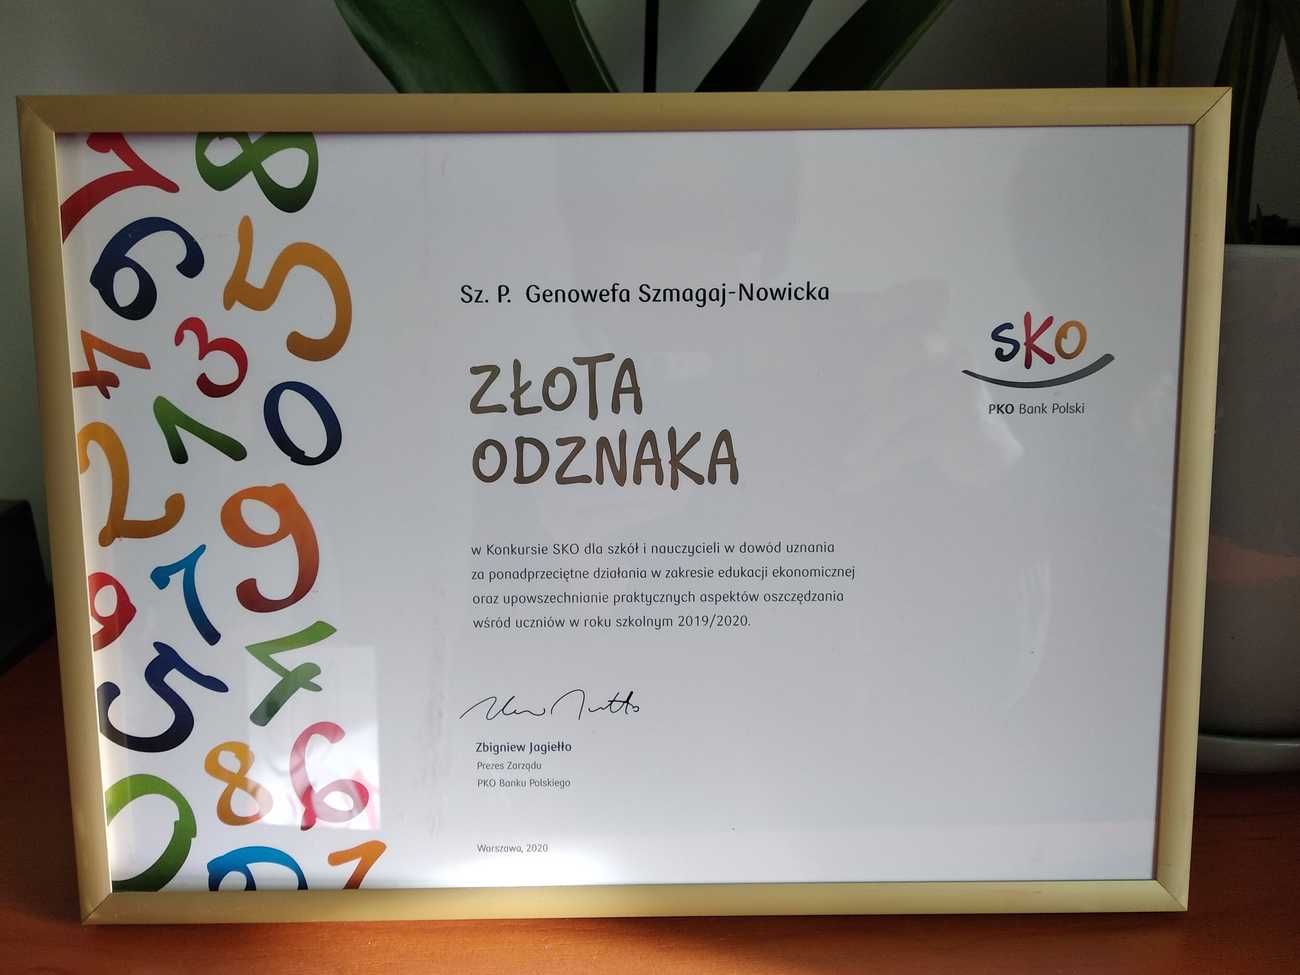 Sz. P. Genowefa Szmagaj-Nowicka
ZŁOTA
ODZNAKA
SKO
PKO Bank Polski
w Konkursie SKO dla szkół i nauczycieli w dowód uznania
za ponadprzeciętne działania w zakresie edukacji ekonomicznej
oraz upowszechnianie praktycznych aspektów oszczędzania
wśród uczniów w roku szkolnym 2019/2020.
Zbigniew Jagiełło
Prezes Zarządu
PKO Banku Polskiego
Warszawa, 2020